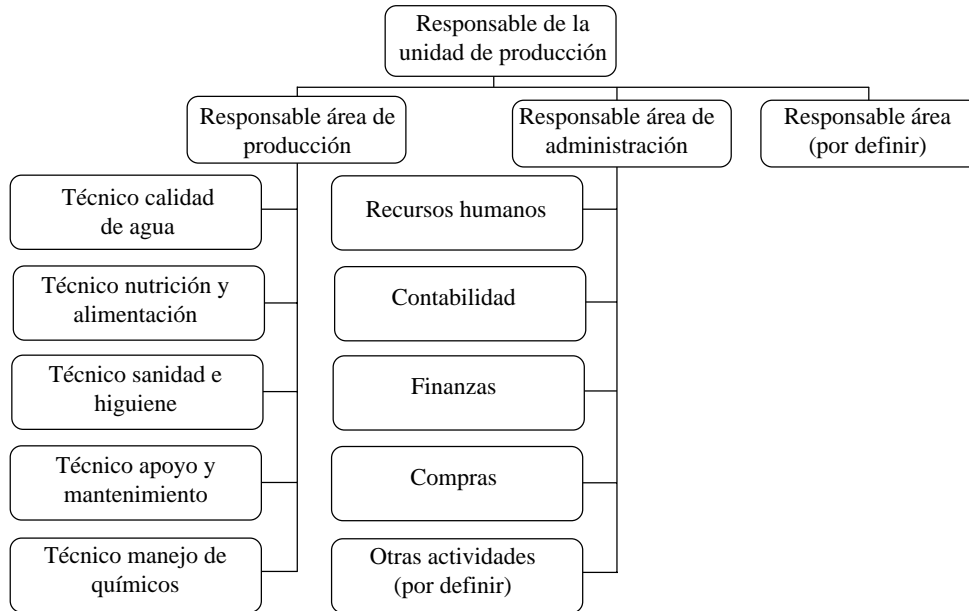 Responsable de la
unidad de producción
Responsable área de
producción
Responsable área de
administración
Responsable área
(por definir)
Técnico calidad
de agua
Recursos humanos
Técnico nutrición y
alimentación
Contabilidad
Técnico sanidad e
higuiene
Finanzas
Técnico apoyo y
mantenimiento
Compras
Técnico manejo de
químicos
Otras actividades
(por definir)